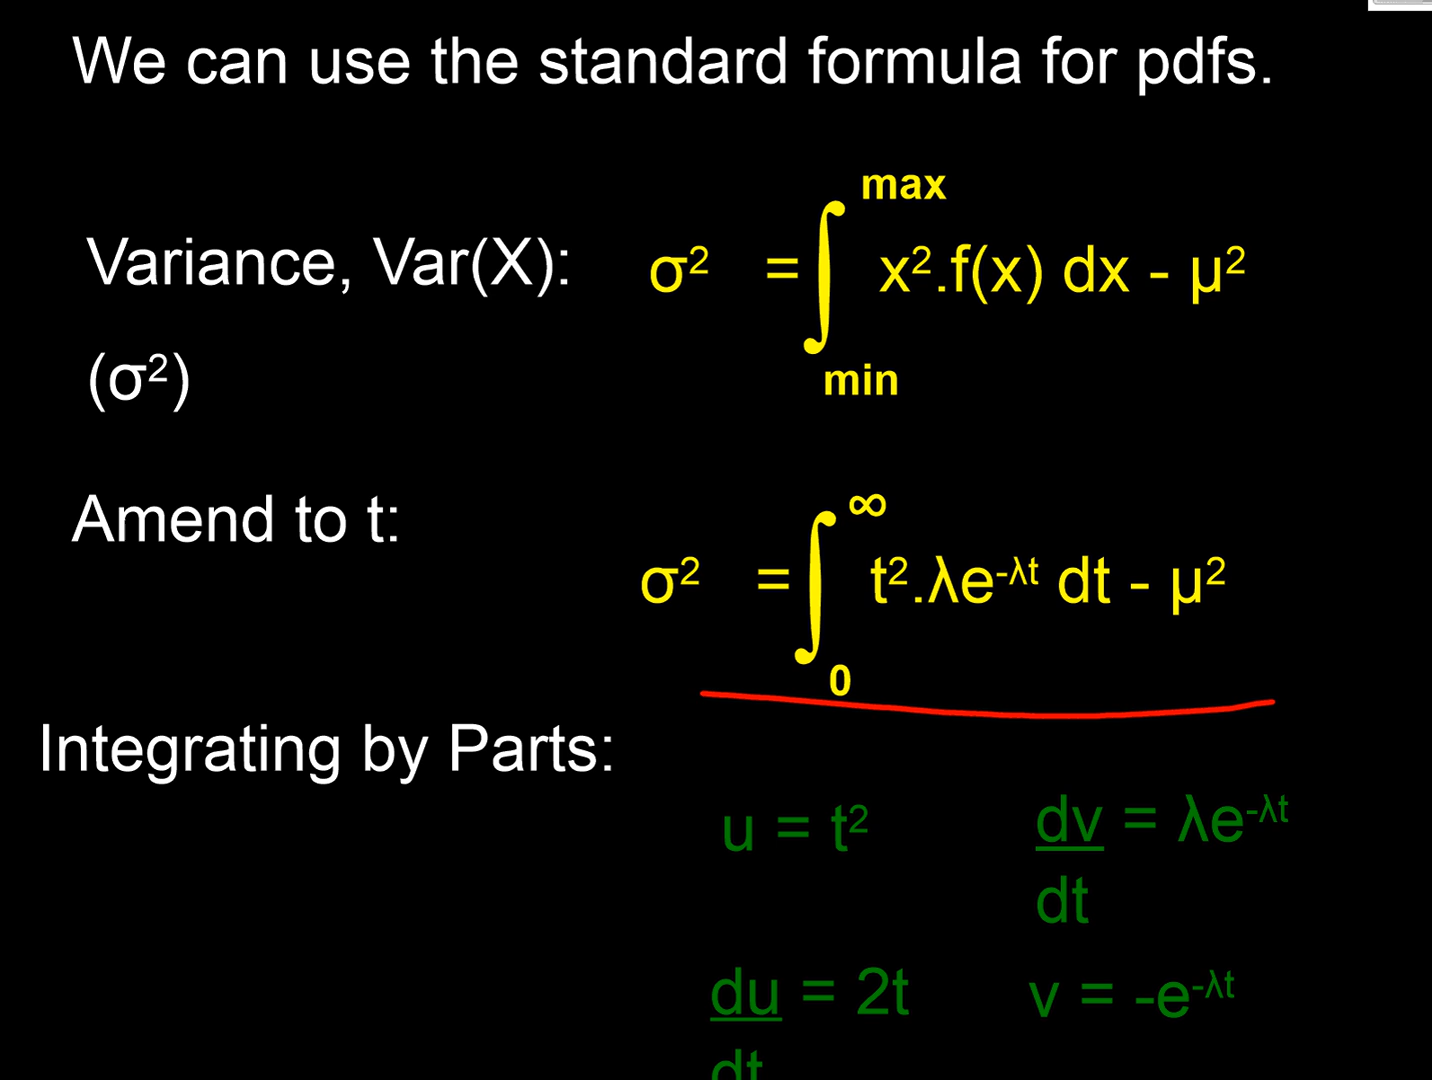 We can use the standard formula for pdfs.
max
Variance, Var(X): σ² = ∫ x².f(x) dx - μ²
(σ²)
min
Amend to t:
∞
σ² = ∫ t².λe⁻λᵗ dt - μ²
0
Integrating by Parts:
u = t² dv = λe⁻λᵗ
dt
du = 2t v = -e⁻λᵗ
dt